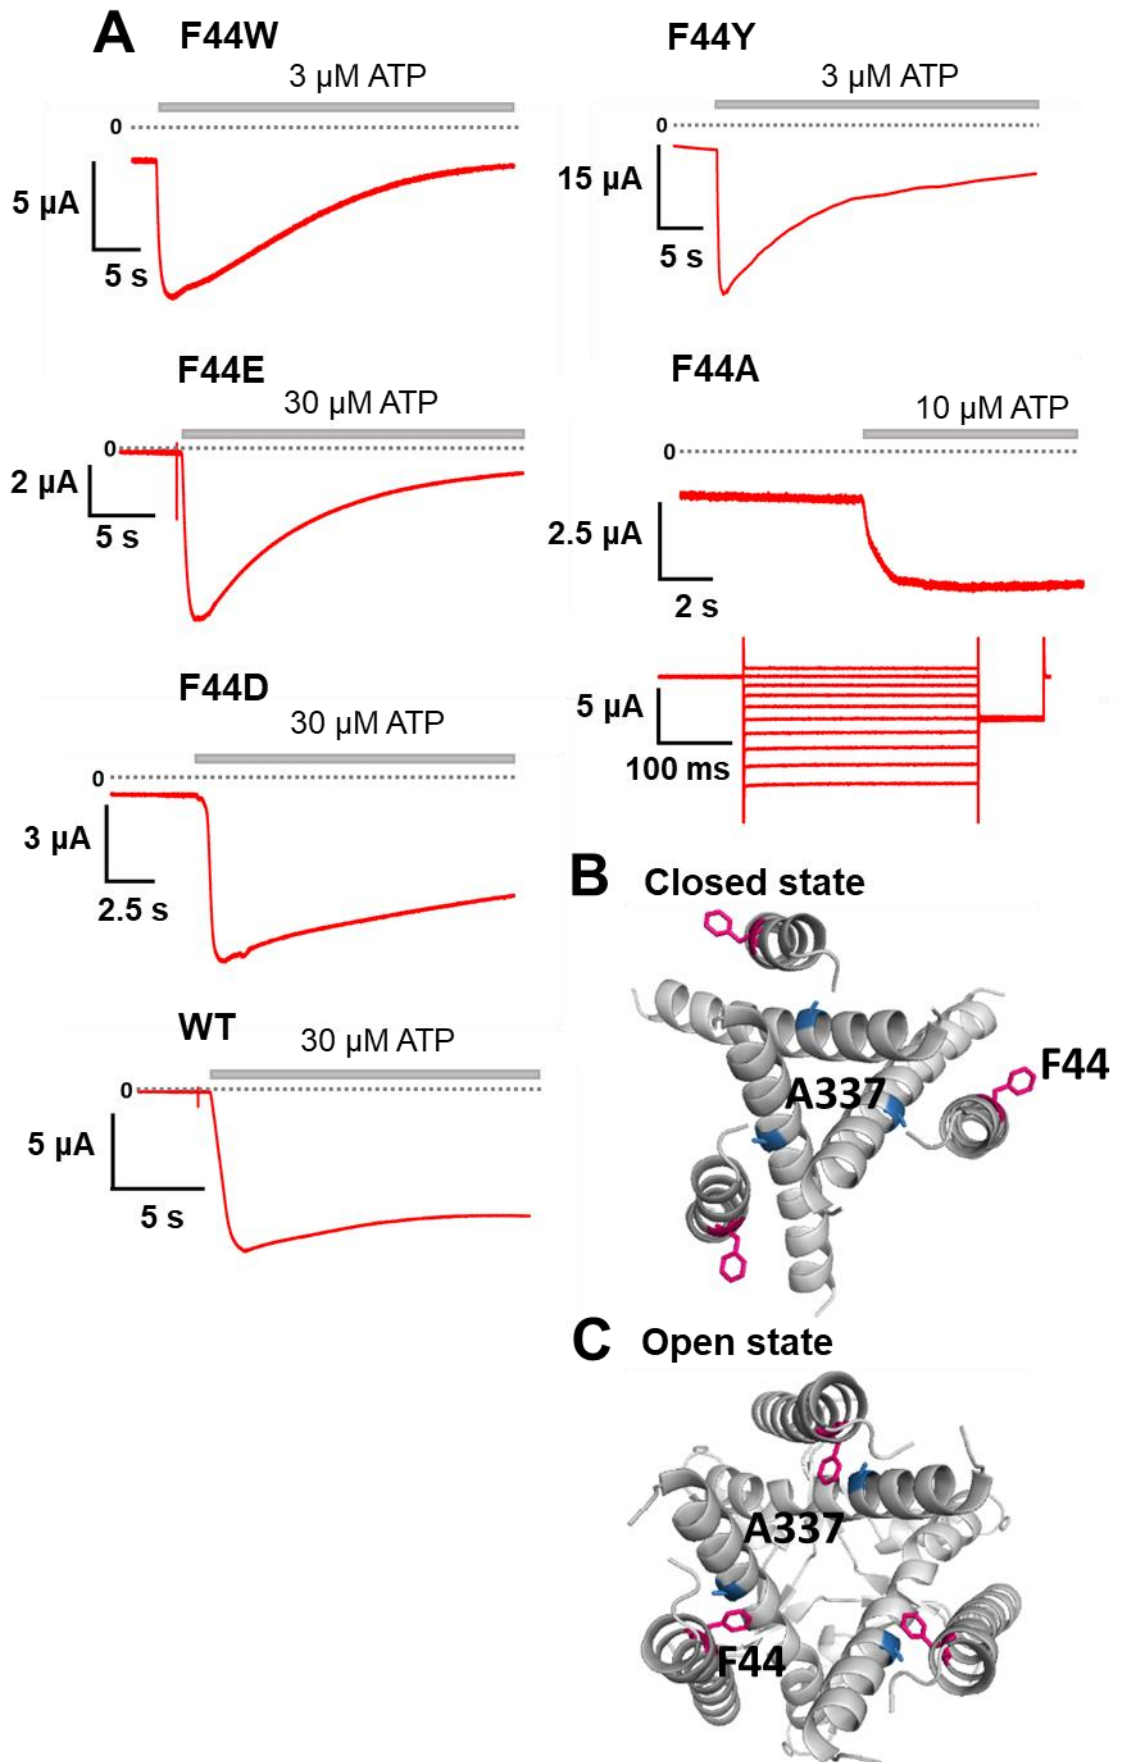 A
F44W
3 µM ATP
0
5 µA
5 s
F44Y
3 µM ATP
0
15 µA
5 s
F44E
30 µM ATP
0
2 µA
5 s
F44A
10 µM ATP
0
2.5 µA
2 s
5 µA
100 ms
F44D
30 µM ATP
0
3 µA
2.5 s
WT
30 µM ATP
0
5 µA
5 s
B Closed state
F44
A337
C Open state
A337
F44